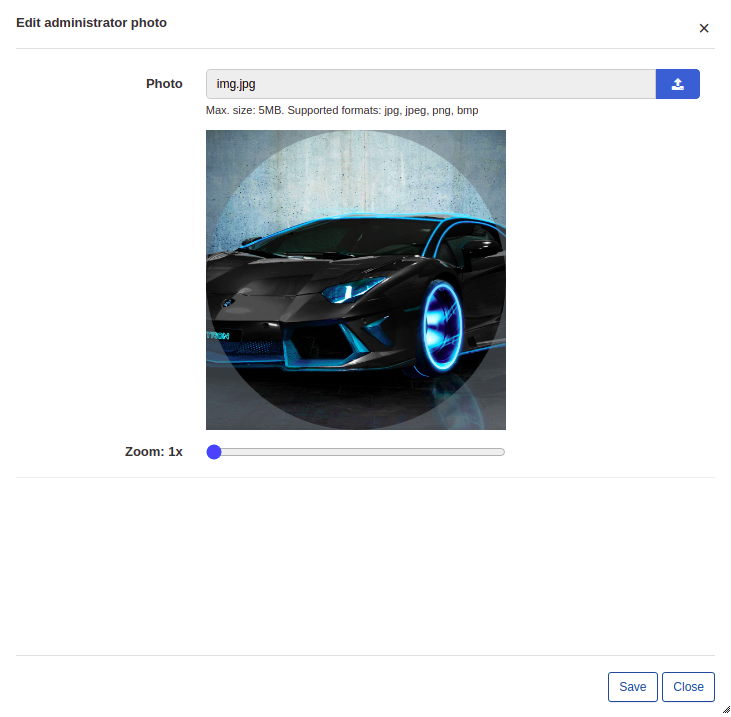 Edit administrator photo
×
Photo
img.jpg
Max. size: 5MB. Supported formats: jpg, jpeg, png, bmp
TRON
Zoom: 1x
Save Close